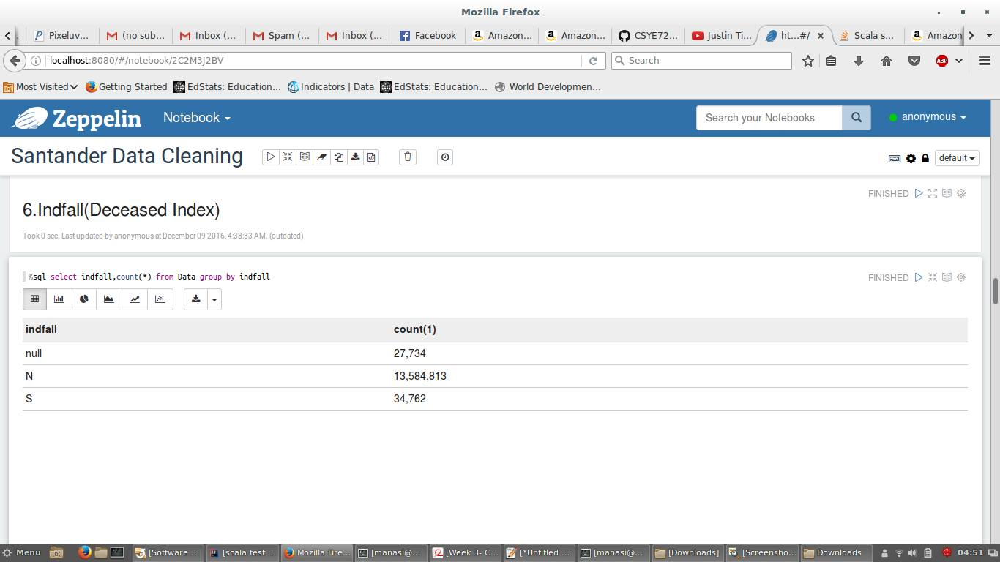 Mozilla Firefox
Pixeluv... (no sub... Inbox (... Spam (... Inbox (... Facebook Amazon... Amazon... CSYE72... Justin Ti... ht...#/ Scala s... Amazon
localhost:8080/#/notebook/2C2M3J2BV Search ABP
Most Visited Getting Started EdStats: Education... Indicators | Data EdStats: Education... World Developmen...
Zeppelin Notebook Search your Notebooks anonymous
Santander Data Cleaning default
FINISHED
6.Indfall(Deceased Index)
Took 0 sec. Last updated by anonymous at December 09 2016, 4:38:33 AM. (outdated)
%sql select indfall,count(*) from Data group by indfall FINISHED
indfall count(1)
null 27,734
N 13,584,813
S 34,762
Menu [Software ... [scala test ... Mozilla Fire... [manasi@... [Week 3- C... [*Untitled ... [manasi@... [Downloads] [Screensho... Downloads 04:51